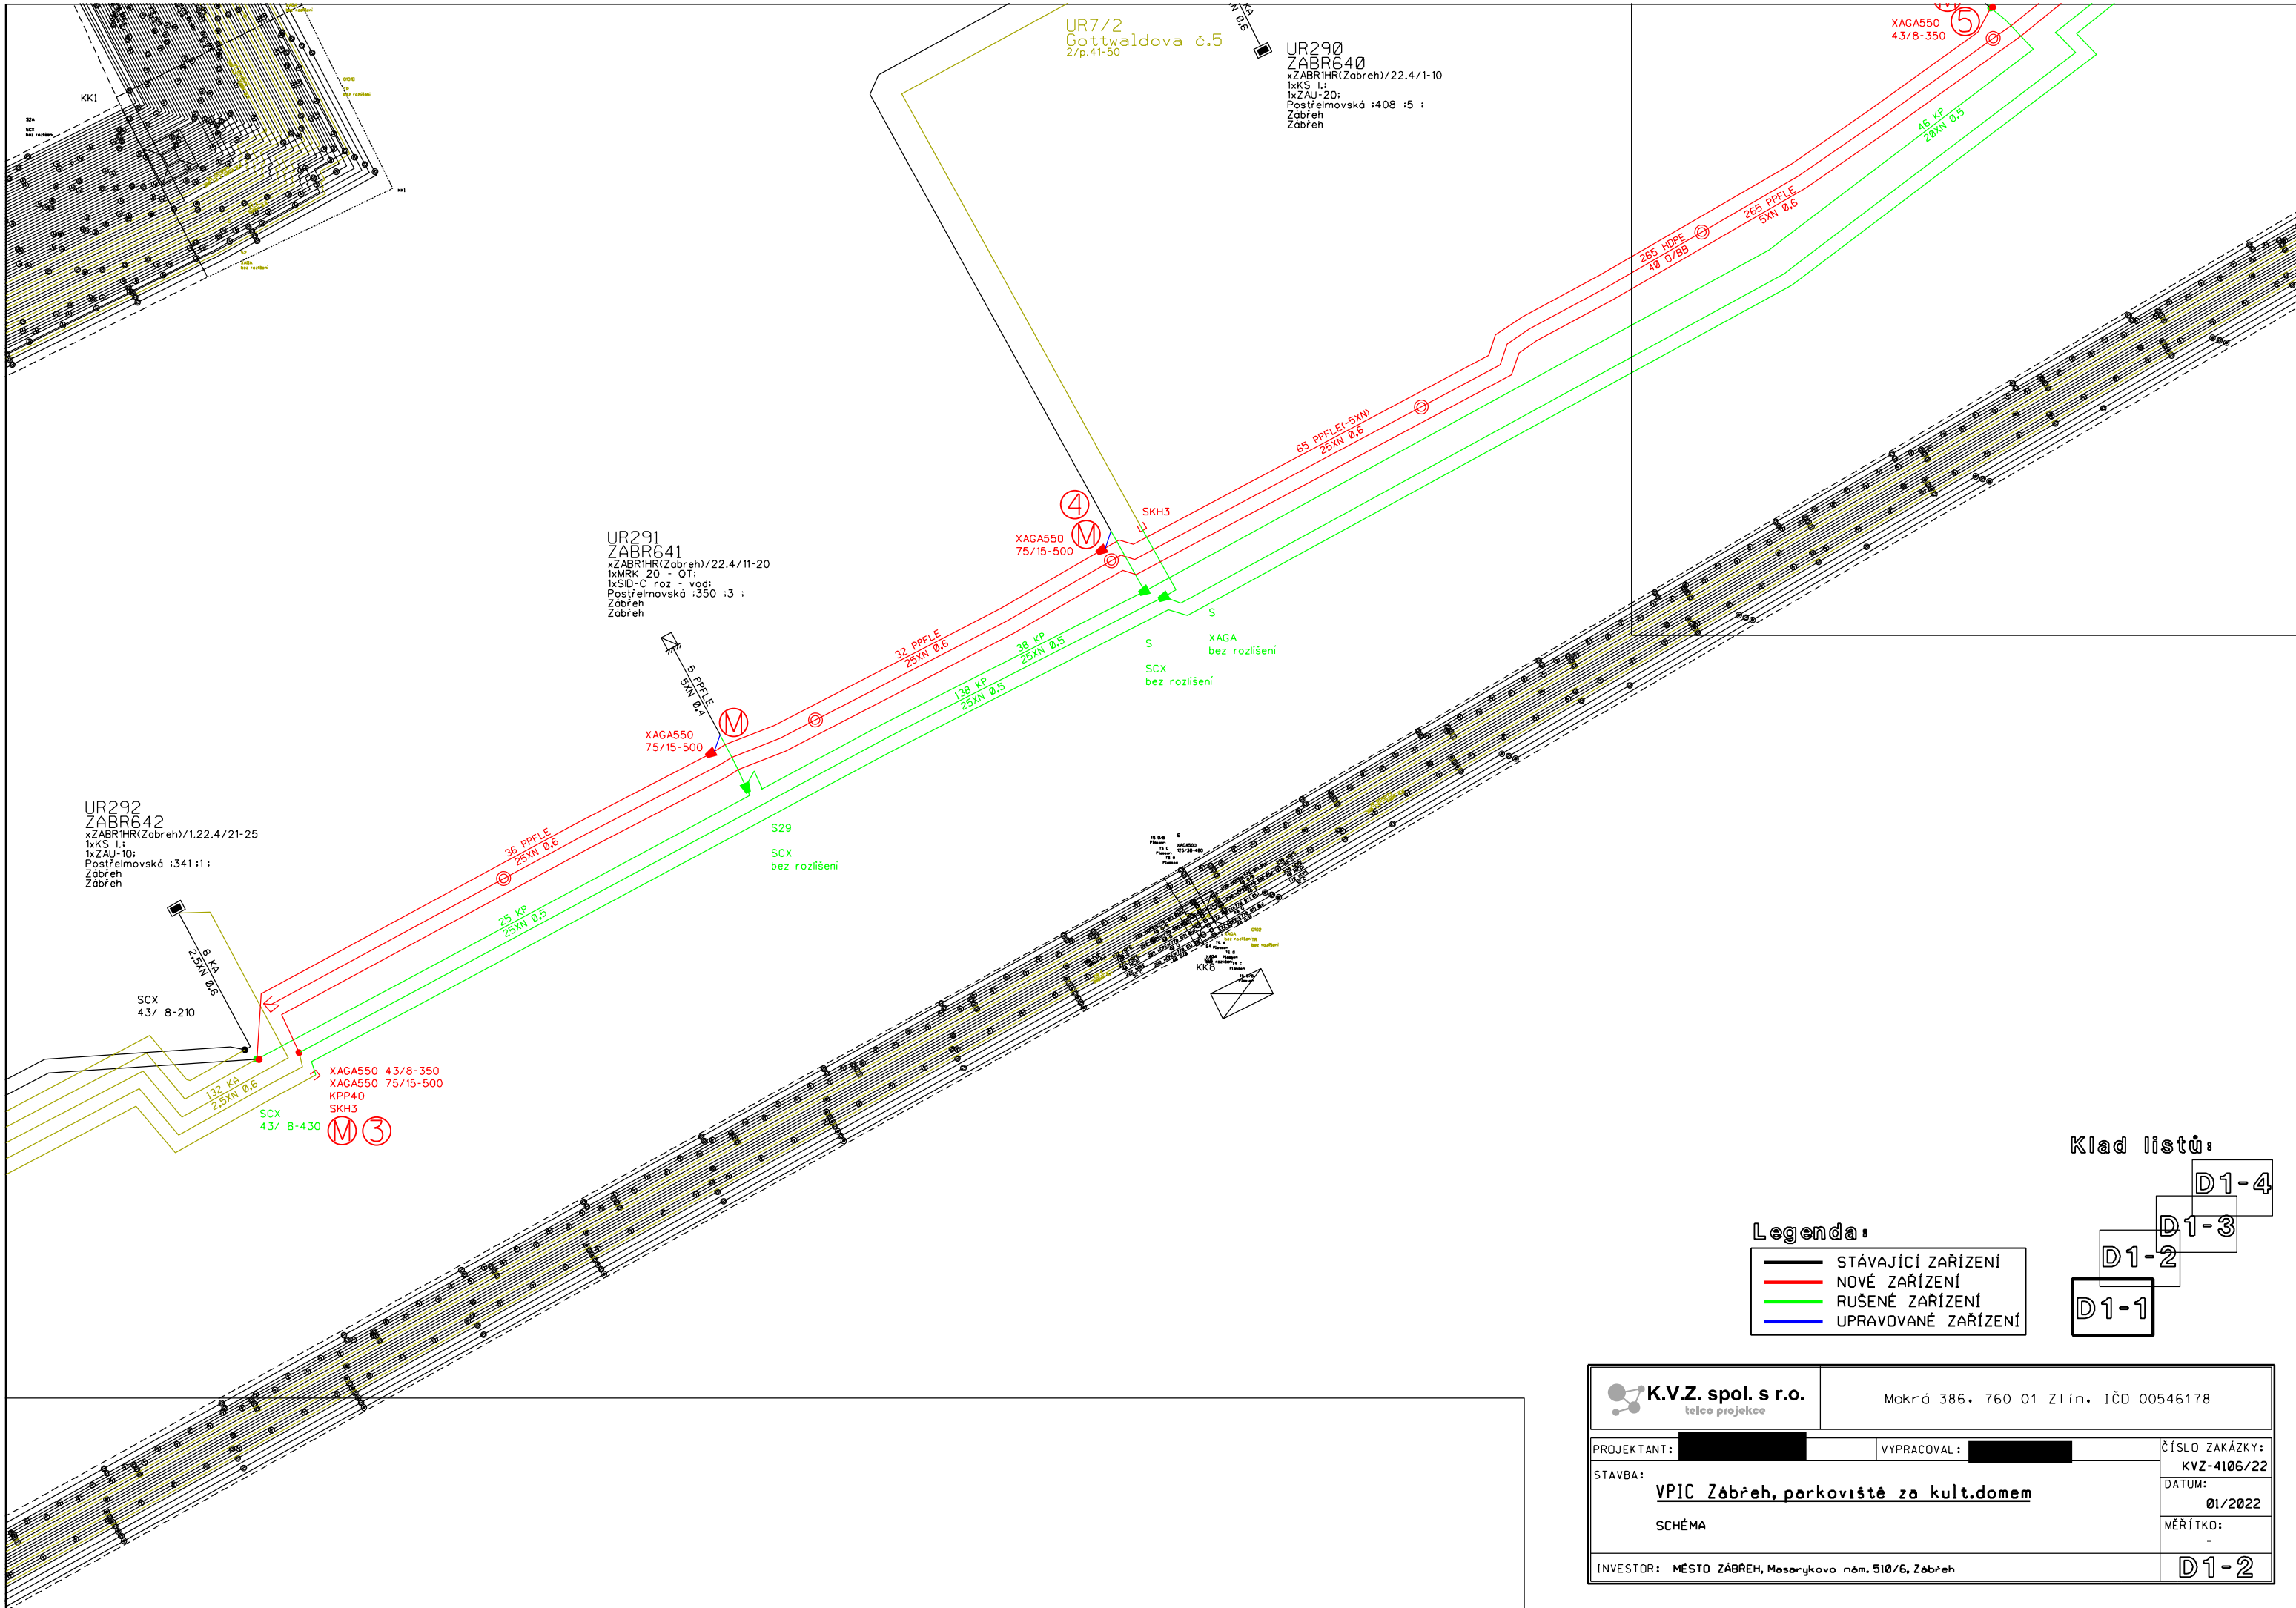 UR7/2
Gottwaldova č.5
2/p.41-50
UR290
ZABR640
xZABR1HR(Zabreh)/22.4/1-10
1xKS I.;
1xZAU-20;
Postřelmovská ;408 ;5 ;
Zábřeh
Zábřeh
XAGA550
43/8-350
5
KK1
S2A
SCX
bez rozlišení
KK1
XAGA
bez rozlišení
46 KP
20XN 0,5
265 PPFLE
5XN 0,6
265 HDPE
40 O/BB
65 PPFLE(-5XN)
25XN 0,6
4
M
SKH3
XAGA550
75/15-500
UR291
ZABR641
xZABR1HR(Zabreh)/22.4/11-20
1xMRK 20 - QT;
1xSID-C roz - vod;
Postřelmovská ;350 ;3 ;
Zábřeh
Zábřeh
5 PPFLE
5XN 0,4
M
XAGA550
75/15-500
32 PPFLE
25XN 0,6
38 KP
25XN 0,5
138 KP
25XN 0,5
S
XAGA
bez rozlišení
S
SCX
bez rozlišení
S29
SCX
bez rozlišení
UR292
ZABR642
xZABR1HR(Zabreh)/1.22.4/21-25
1xKS I.;
1xZAU-10;
Postřelmovská ;341 ;1 ;
Zábřeh
Zábřeh
36 PPFLE
25XN 0,6
25 KP
25XN 0,5
8 KA
2,5XN 0,6
SCX
43/ 8-210
132 KA
2,5XN 0,6
XAGA550 43/8-350
XAGA550 75/15-500
KPP40
SKH3
M 3
SCX
43/ 8-430
KK8
Klad listů:
D1-4
D1-3
D1-2
D1-1
Legenda:
STÁVAJÍCÍ ZAŘÍZENÍ
NOVÉ ZAŘÍZENÍ
RUŠENÉ ZAŘÍZENÍ
UPRAVOVANÉ ZAŘÍZENÍ
K.V.Z. spol. s r.o.
telco projekce
Mokrá 386, 760 01 Zlín, IČO 00546178
PROJEKTANT:
VYPRACOVAL:
ČÍSLO ZAKÁZKY:
KVZ-4106/22
STAVBA:
VPIC Zábřeh, parkoviště za kult.domem
DATUM:
01/2022
SCHÉMA
MĚŘÍTKO:
-
INVESTOR: MĚSTO ZÁBŘEH, Masarykovo nám. 510/6, Zábřeh
D1-2